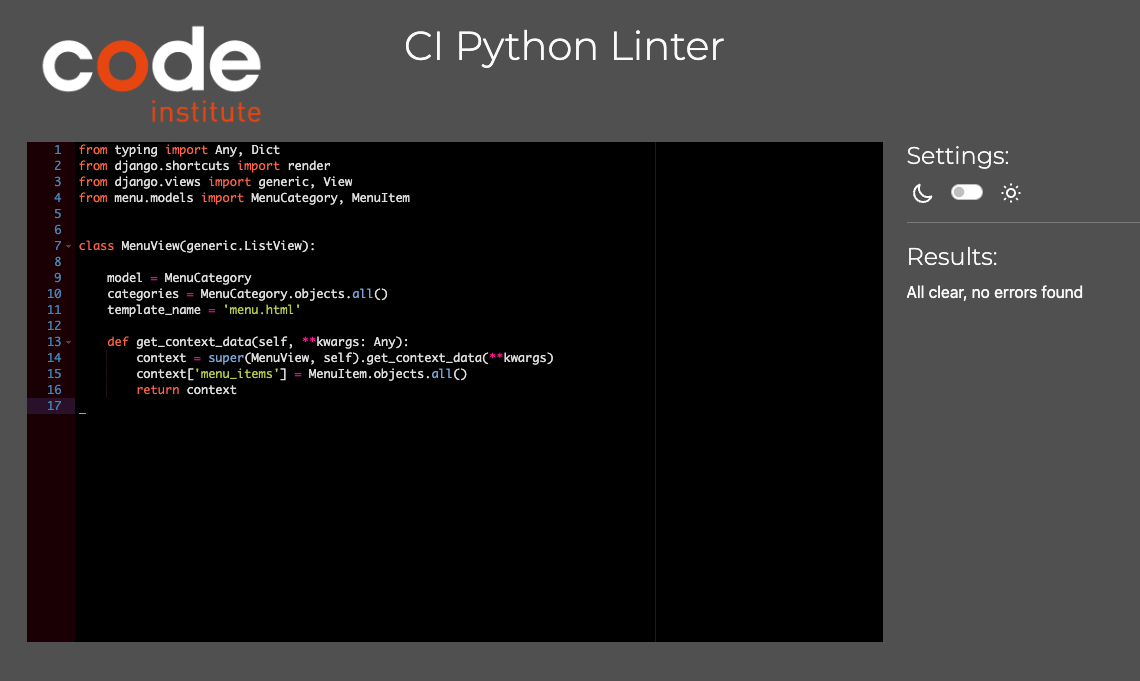 code
institute
CI Python Linter
1 from typing import Any, Dict
2 from django.shortcuts import render
3 from django.views import generic, View
4 from menu.models import MenuCategory, MenuItem
5
6
7 class MenuView(generic.ListView):
8
9     model = MenuCategory
10     categories = MenuCategory.objects.all()
11     template_name = 'menu.html'
12
13     def get_context_data(self, **kwargs: Any):
14         context = super(MenuView, self).get_context_data(**kwargs)
15         context['menu_items'] = MenuItem.objects.all()
16         return context
17
Settings:
Results:
All clear, no errors found